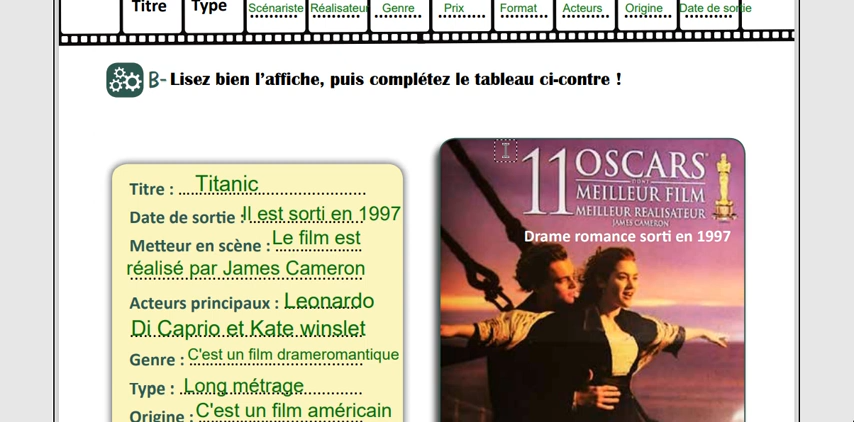 Titre Type Scénariste Réalisateur Genre Prix Format Acteurs Origine Date de sortie
B- Lisez bien l'affiche, puis complétez le tableau ci-contre !
Titre : Titanic
Date de sortie : Il est sorti en 1997
Metteur en scène : Le film est
réalisé par James Cameron
Acteurs principaux : Leonardo
Di Caprio et Kate winslet
Genre : C'est un film drameromantique
Type : Long métrage
Origine : C'est un film américain
11 OSCARS
DONT
MEILLEUR FILM
MEILLEUR REALISATEUR
JAMES CAMERON
Drame romance sorti en 1997